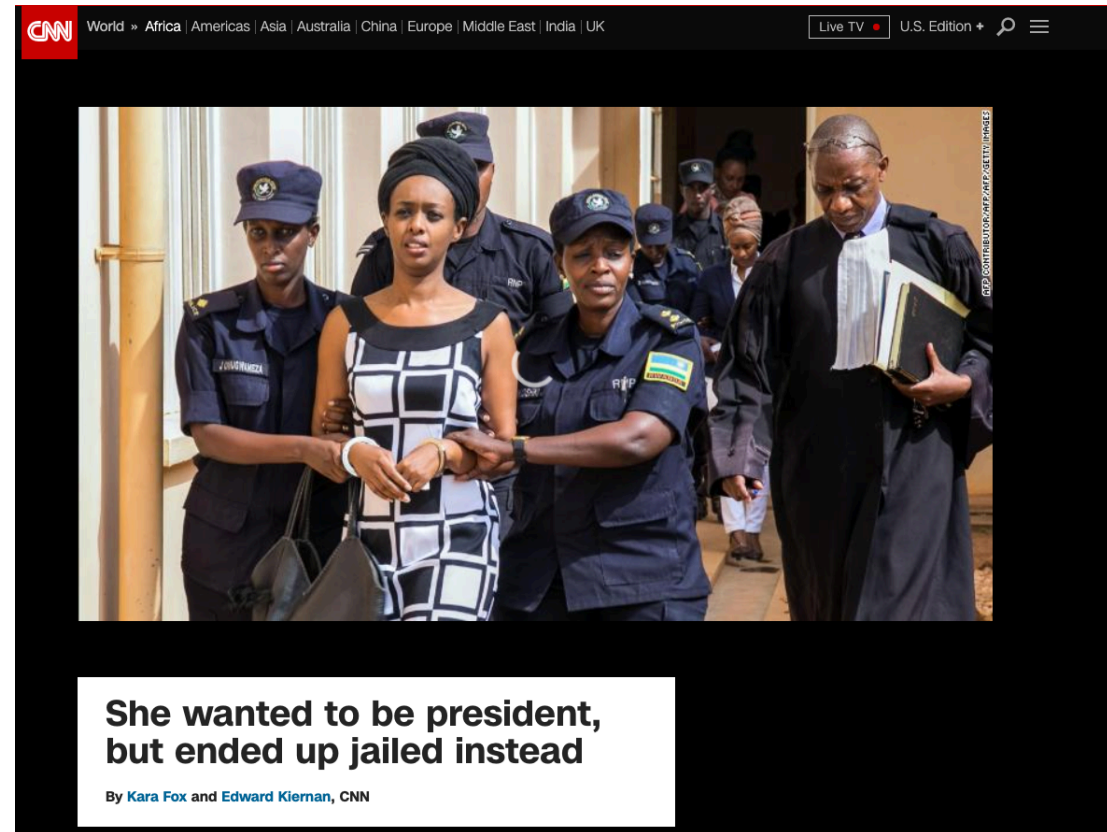 CNN
World » Africa | Americas | Asia | Australia | China | Europe | Middle East | India | UK
Live TV
U.S. Edition +
AFP CONTRIBUTOR/AFP/AFP/GETTY IMAGES
RNP
RNP
RWANDA
She wanted to be president,
but ended up jailed instead
By Kara Fox and Edward Kiernan, CNN